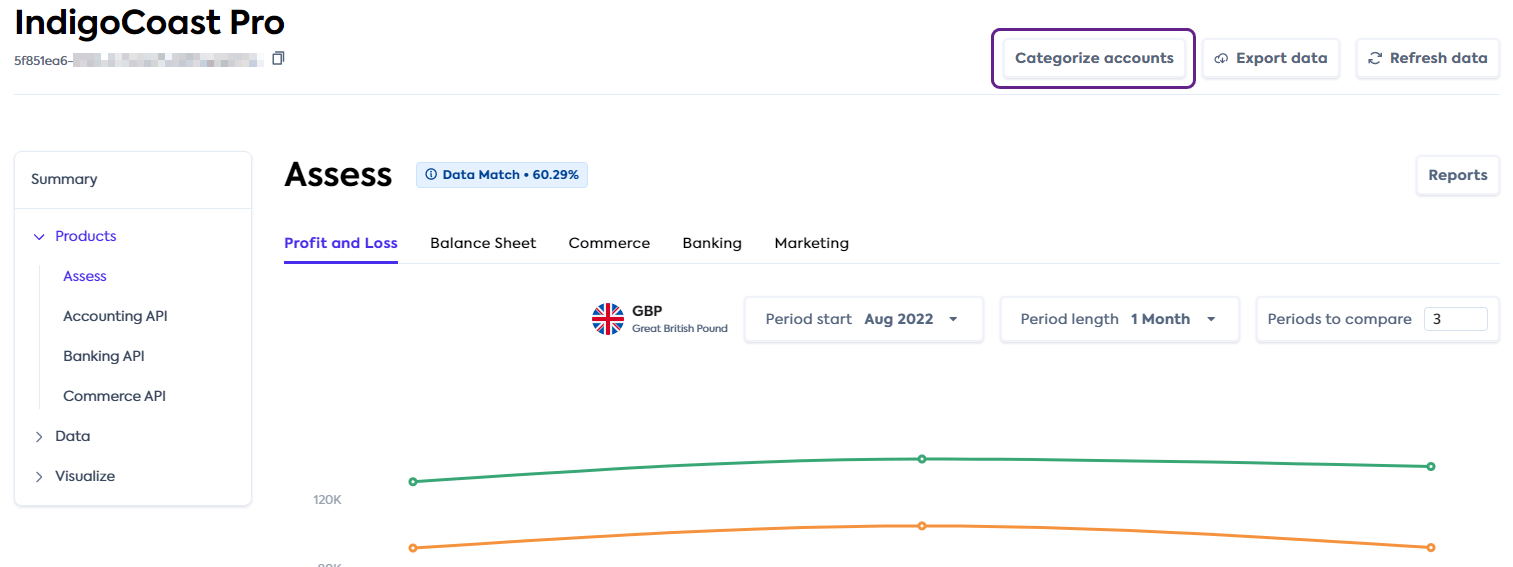 IndigoCoast Pro
5f851ea6-
Categorize accounts
Export data
Refresh data
Summary
Products
Assess
Accounting API
Banking API
Commerce API
Data
Visualize
Assess
Data Match • 60.29%
Reports
Profit and Loss
Balance Sheet
Commerce
Banking
Marketing
GBP
Great British Pound
Period start Aug 2022
Period length 1 Month
Periods to compare 3
120K